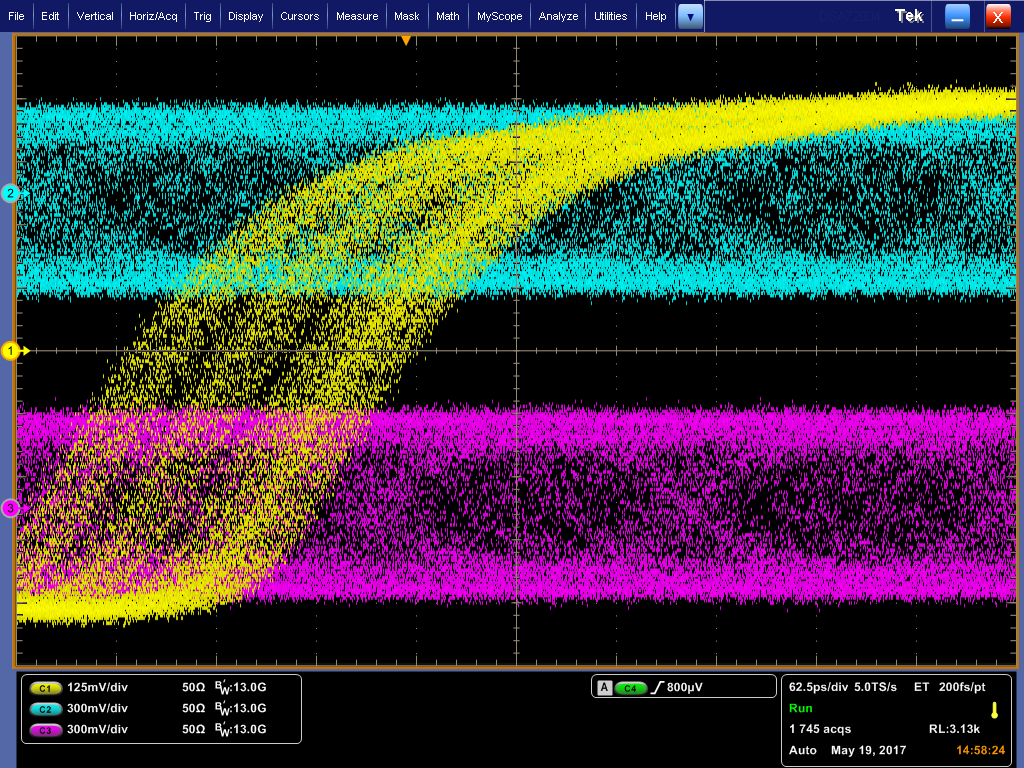 File Edit Vertical Horiz/Acq Trig Display Cursors Measure Mask Math MyScope Analyze Utilities Help Tek X
2
1
3
C1 125mV/div 50Ω BW:13.0G
C2 300mV/div 50Ω BW:13.0G
C3 300mV/div 50Ω BW:13.0G
A C4 800µV
62.5ps/div 5.0TS/s ET 200fs/pt
Run
1 745 acqs RL:3.13k
Auto May 19, 2017 14:58:24